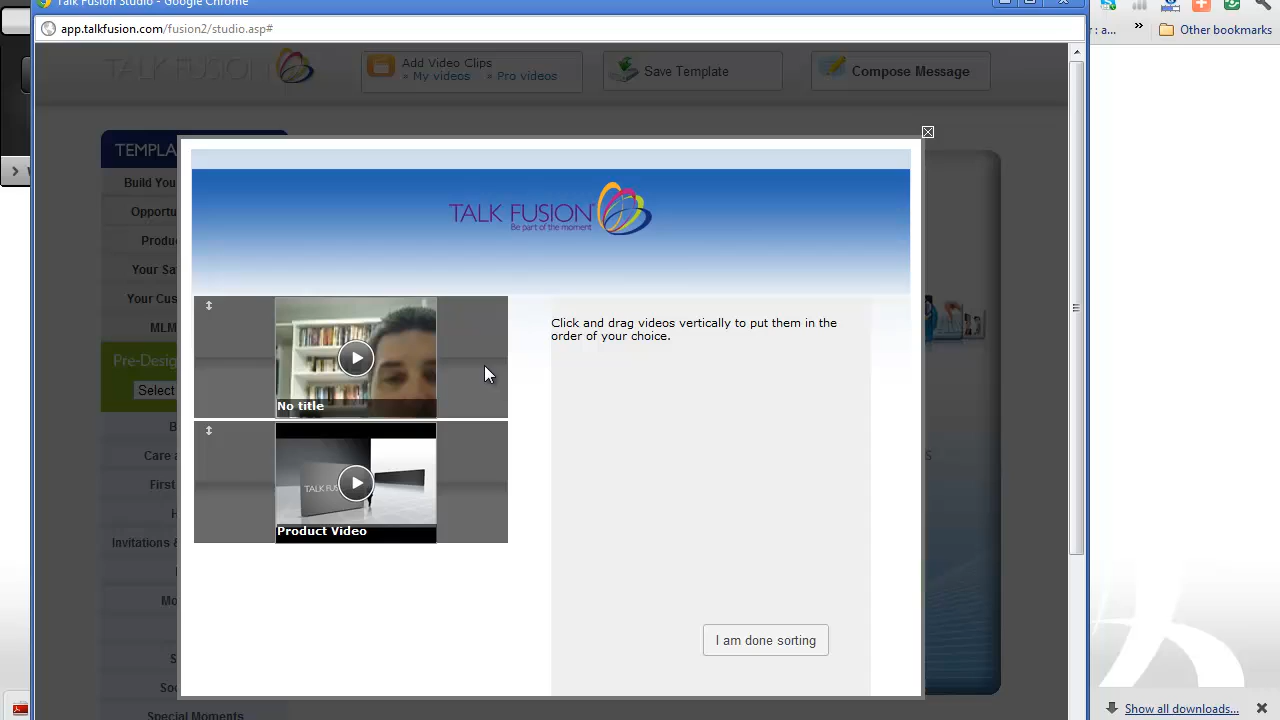 Talk Fusion Studio - Google Chrome
app.talkfusion.com/fusion2/studio.asp#
: a...
»
Other bookmarks
TALK FUSION
Add Video Clips
» My videos » Pro videos
Save Template
Compose Message
TEMPLA
Build You
Opportu
Produ
Your Sa
Your Cus
MLM
Pre-Desig
Select
B
Care a
First
H
Invitations &
Mo
S
Soc
Special Moments
TALK FUSION
Be part of the moment
No title
TALK FU
Product Video
Click and drag videos vertically to put them in the
order of your choice.
I am done sorting
Show all downloads...